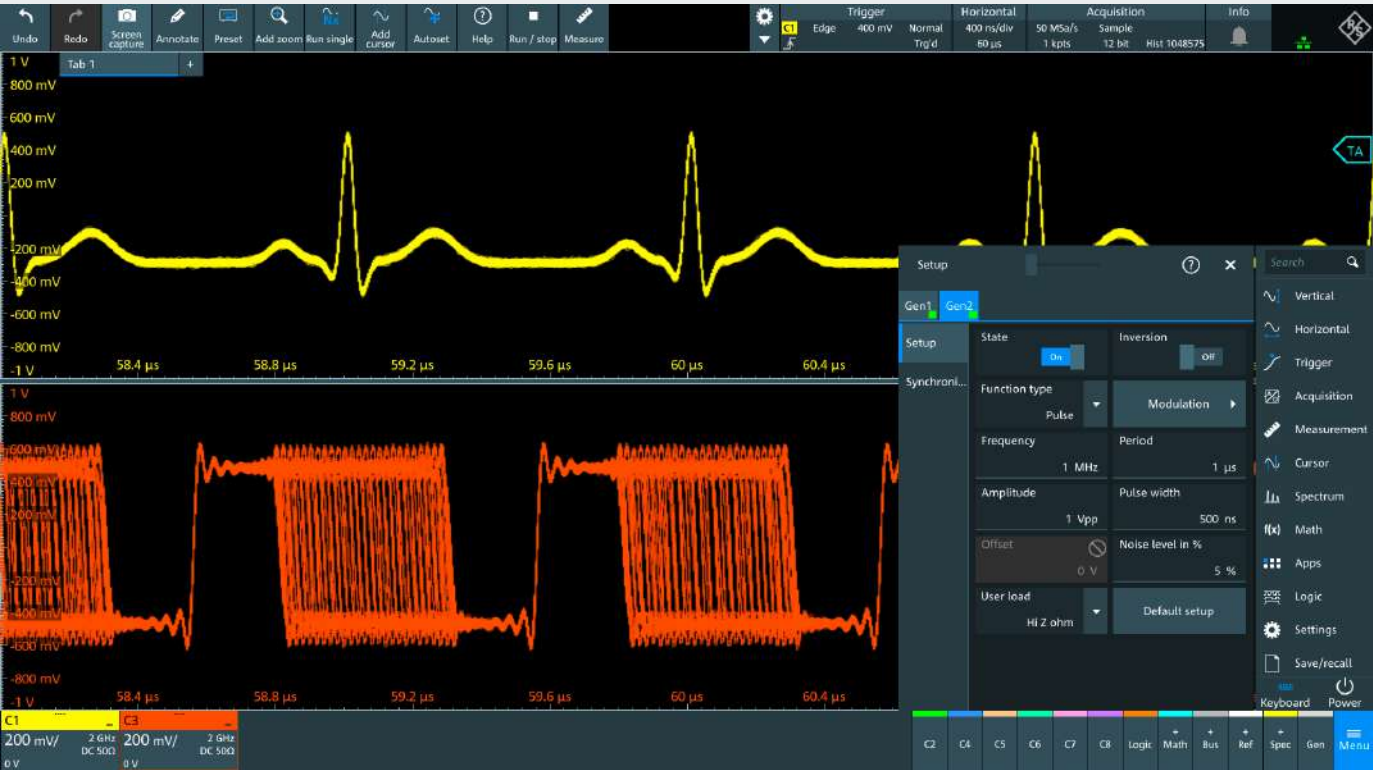 Trigger Horizontal Acquisition Info
C1 Edge 400 mV Normal 400 ns/div 50 MSa/s Sample
Trg'd 60 µs 1 kpts 12 bit Hist 1048575
Undo Redo Screen capture Annotate Preset Add zoom Run single Add cursor Autoset Help Run / stop Measure
R&S
1 V Tab 1 +
800 mV
600 mV
400 mV
TA
200 mV
-200 mV
-400 mV
-600 mV
-800 mV
-1 V
58.4 µs 58.8 µs 59.2 µs 59.6 µs 60 µs 60.4 µs
1 V
800 mV
600 mV
400 mV
200 mV
-200 mV
-400 mV
-600 mV
-800 mV
-1 V
58.4 µs 58.8 µs 59.2 µs 59.6 µs 60 µs 60.4 µs
Setup
Gen1 Gen2
Setup
Synchroni...
State Inversion
On Off
Function type
Pulse Modulation
Frequency Period
1 MHz 1 µs
Amplitude Pulse width
1 Vpp 500 ns
Offset Noise level in %
0 V 5 %
User load
Hi Z ohm Default setup
Search
Vertical
Horizontal
Trigger
Acquisition
Measurement
Cursor
Spectrum
f(x) Math
Apps
Logic
Settings
Save/recall
Keyboard Power
C1 C3
200 mV/ 2 GHz 200 mV/ 2 GHz
DC 50Ω DC 50Ω
0 V 0 V
C2 C4 C5 C6 C7 C8 Logic + Math + Bus + Ref + Spec Gen Menu